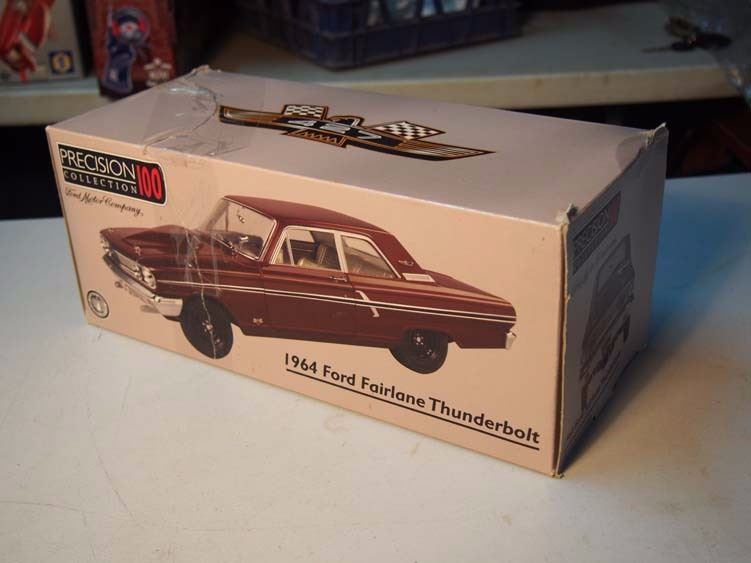 427
PRECISION 100
COLLECTION
Ford Motor Company,
1964 Ford Fairlane Thunderbolt